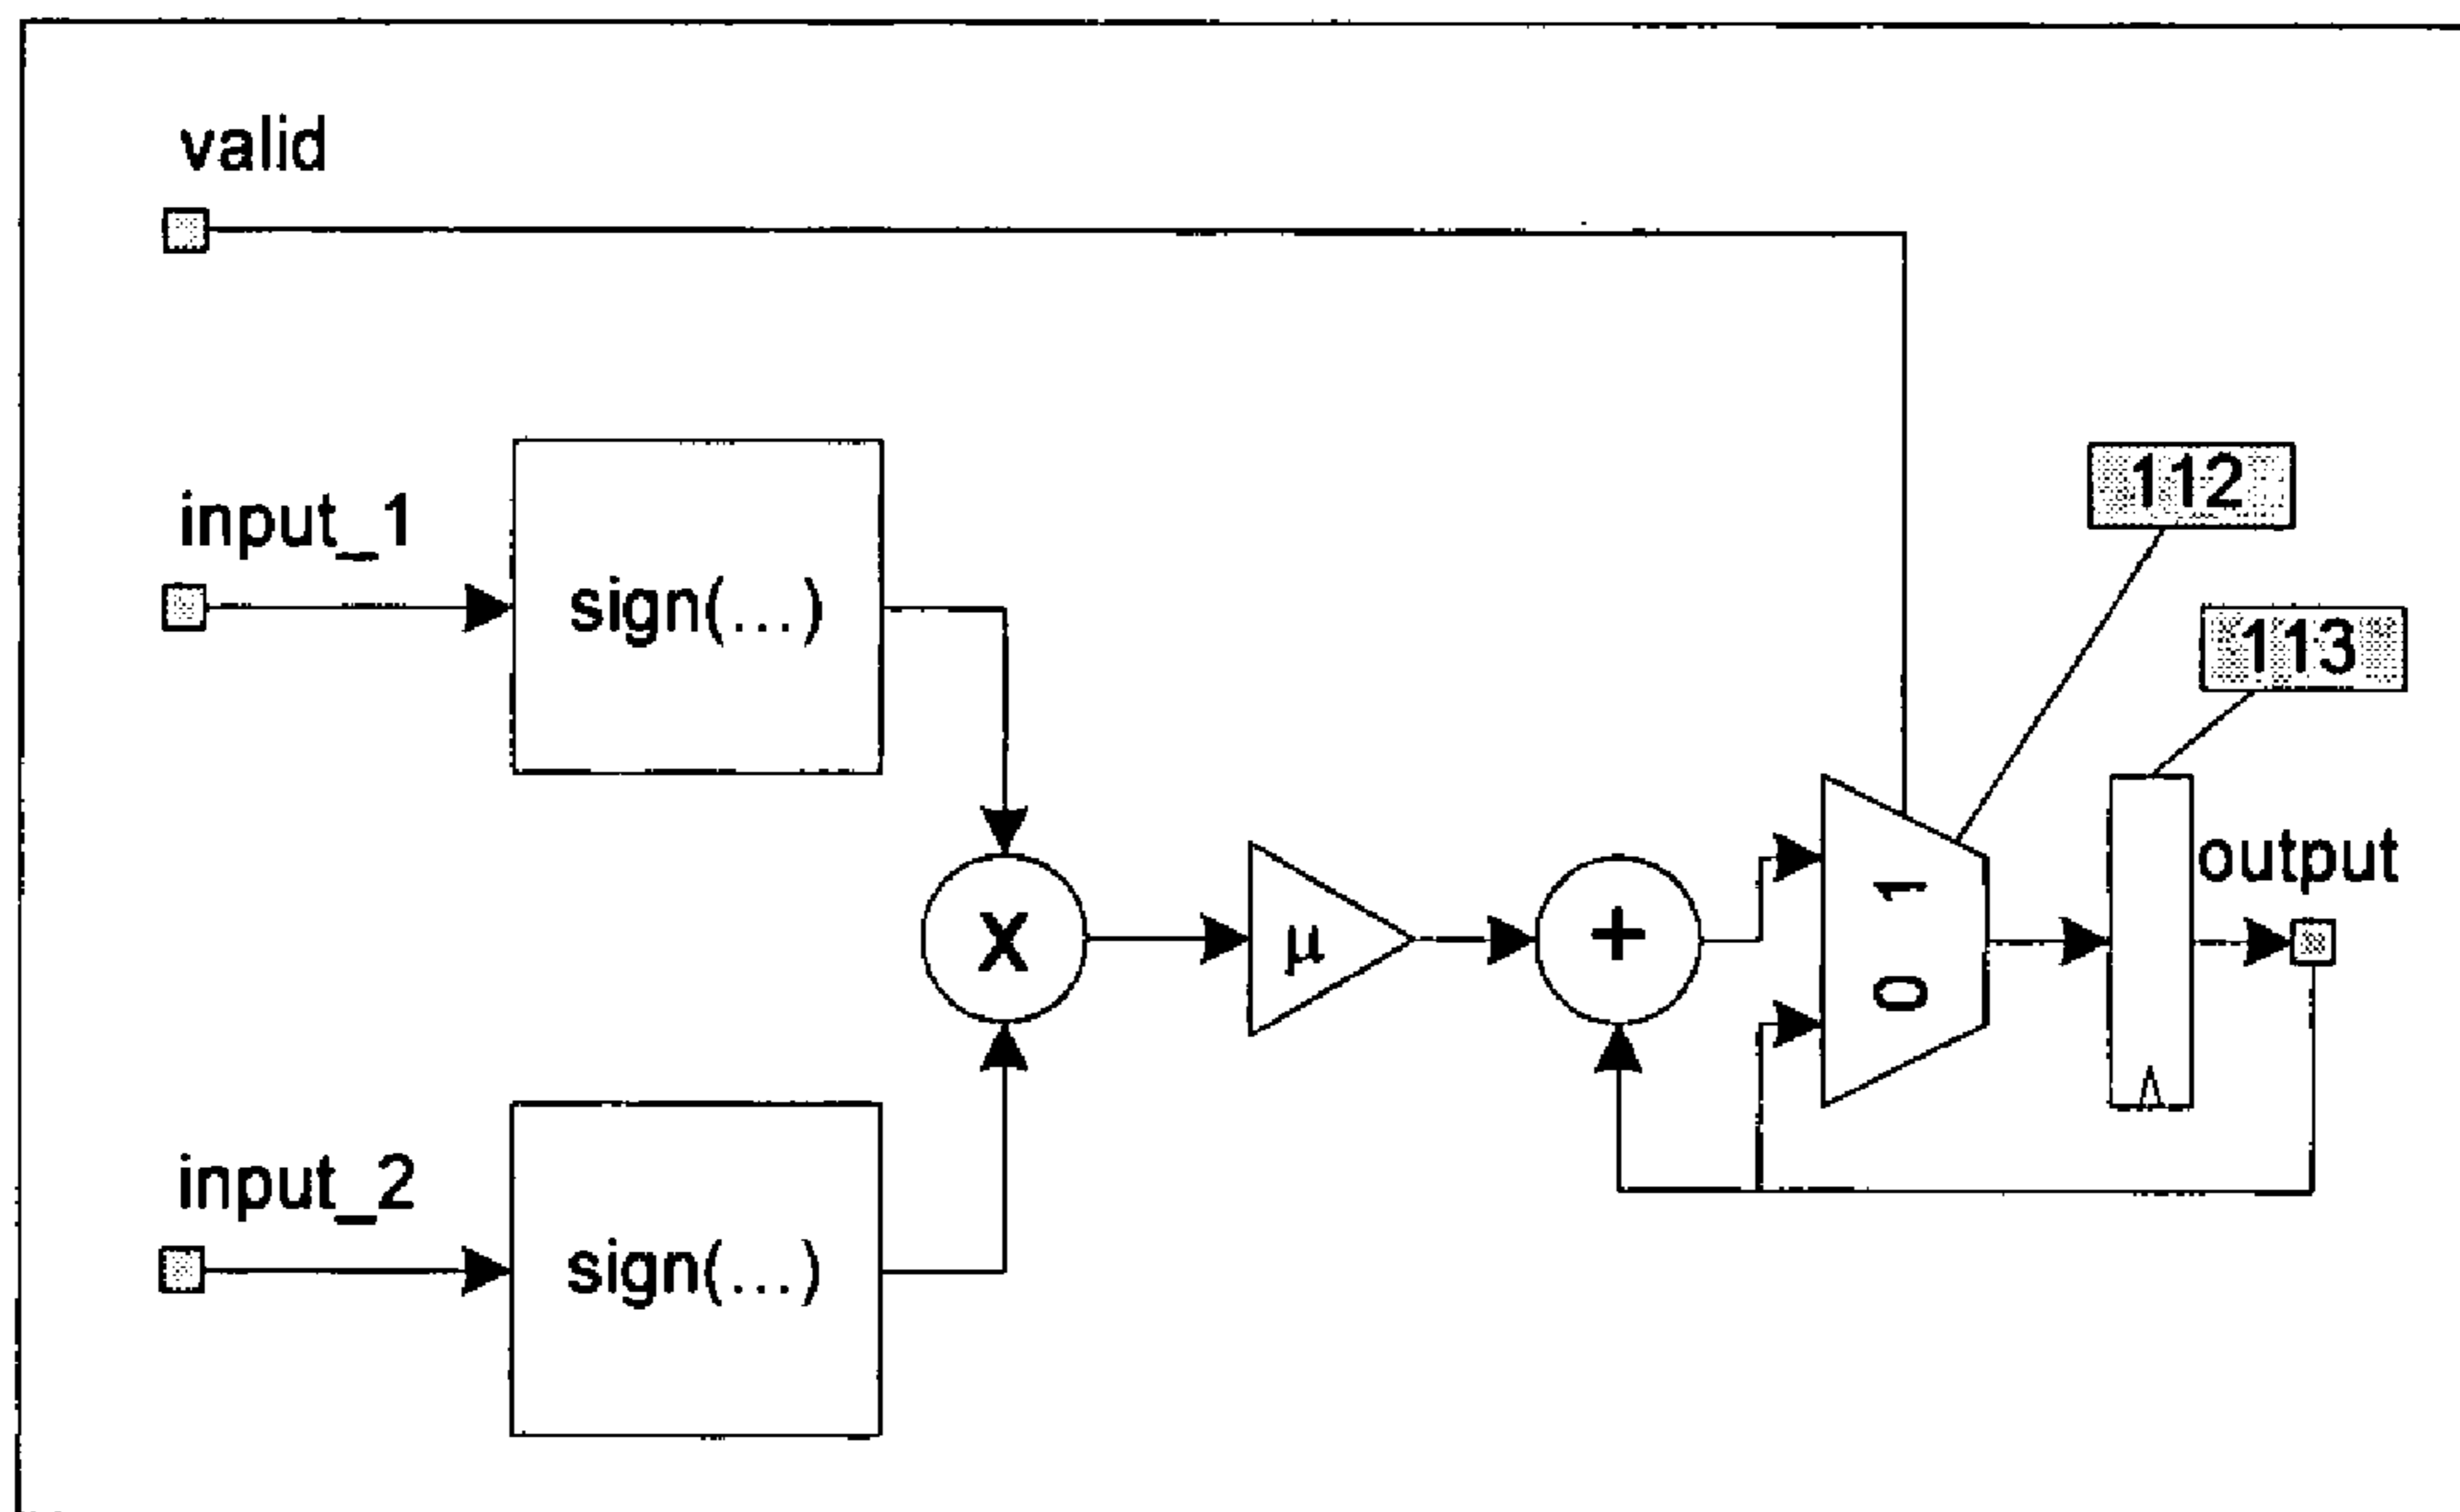 valid
input_1
sign(...)
112
113
output
X
μ
+
0 1
input_2
sign(...)